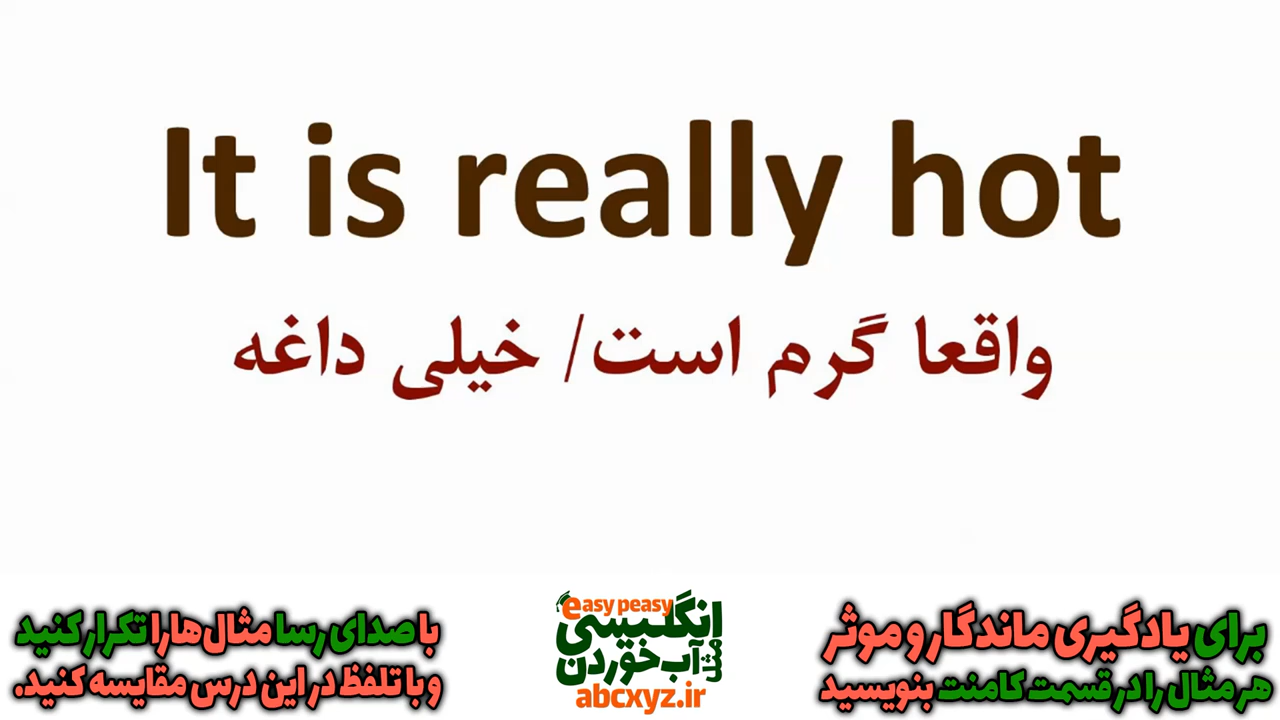 It is really hot
واقعا گرم است/ خیلی داغه
برای یادگیری ماندگار و موثر
هر مثال را در قسمت کامنت بنویسید
easy peasy
انگلیسی
مثل آب خوردن
abcxyz.ir
با صدای رسا مثال‌ها را تکرار کنید
و با تلفظ در این درس مقایسه کنید.